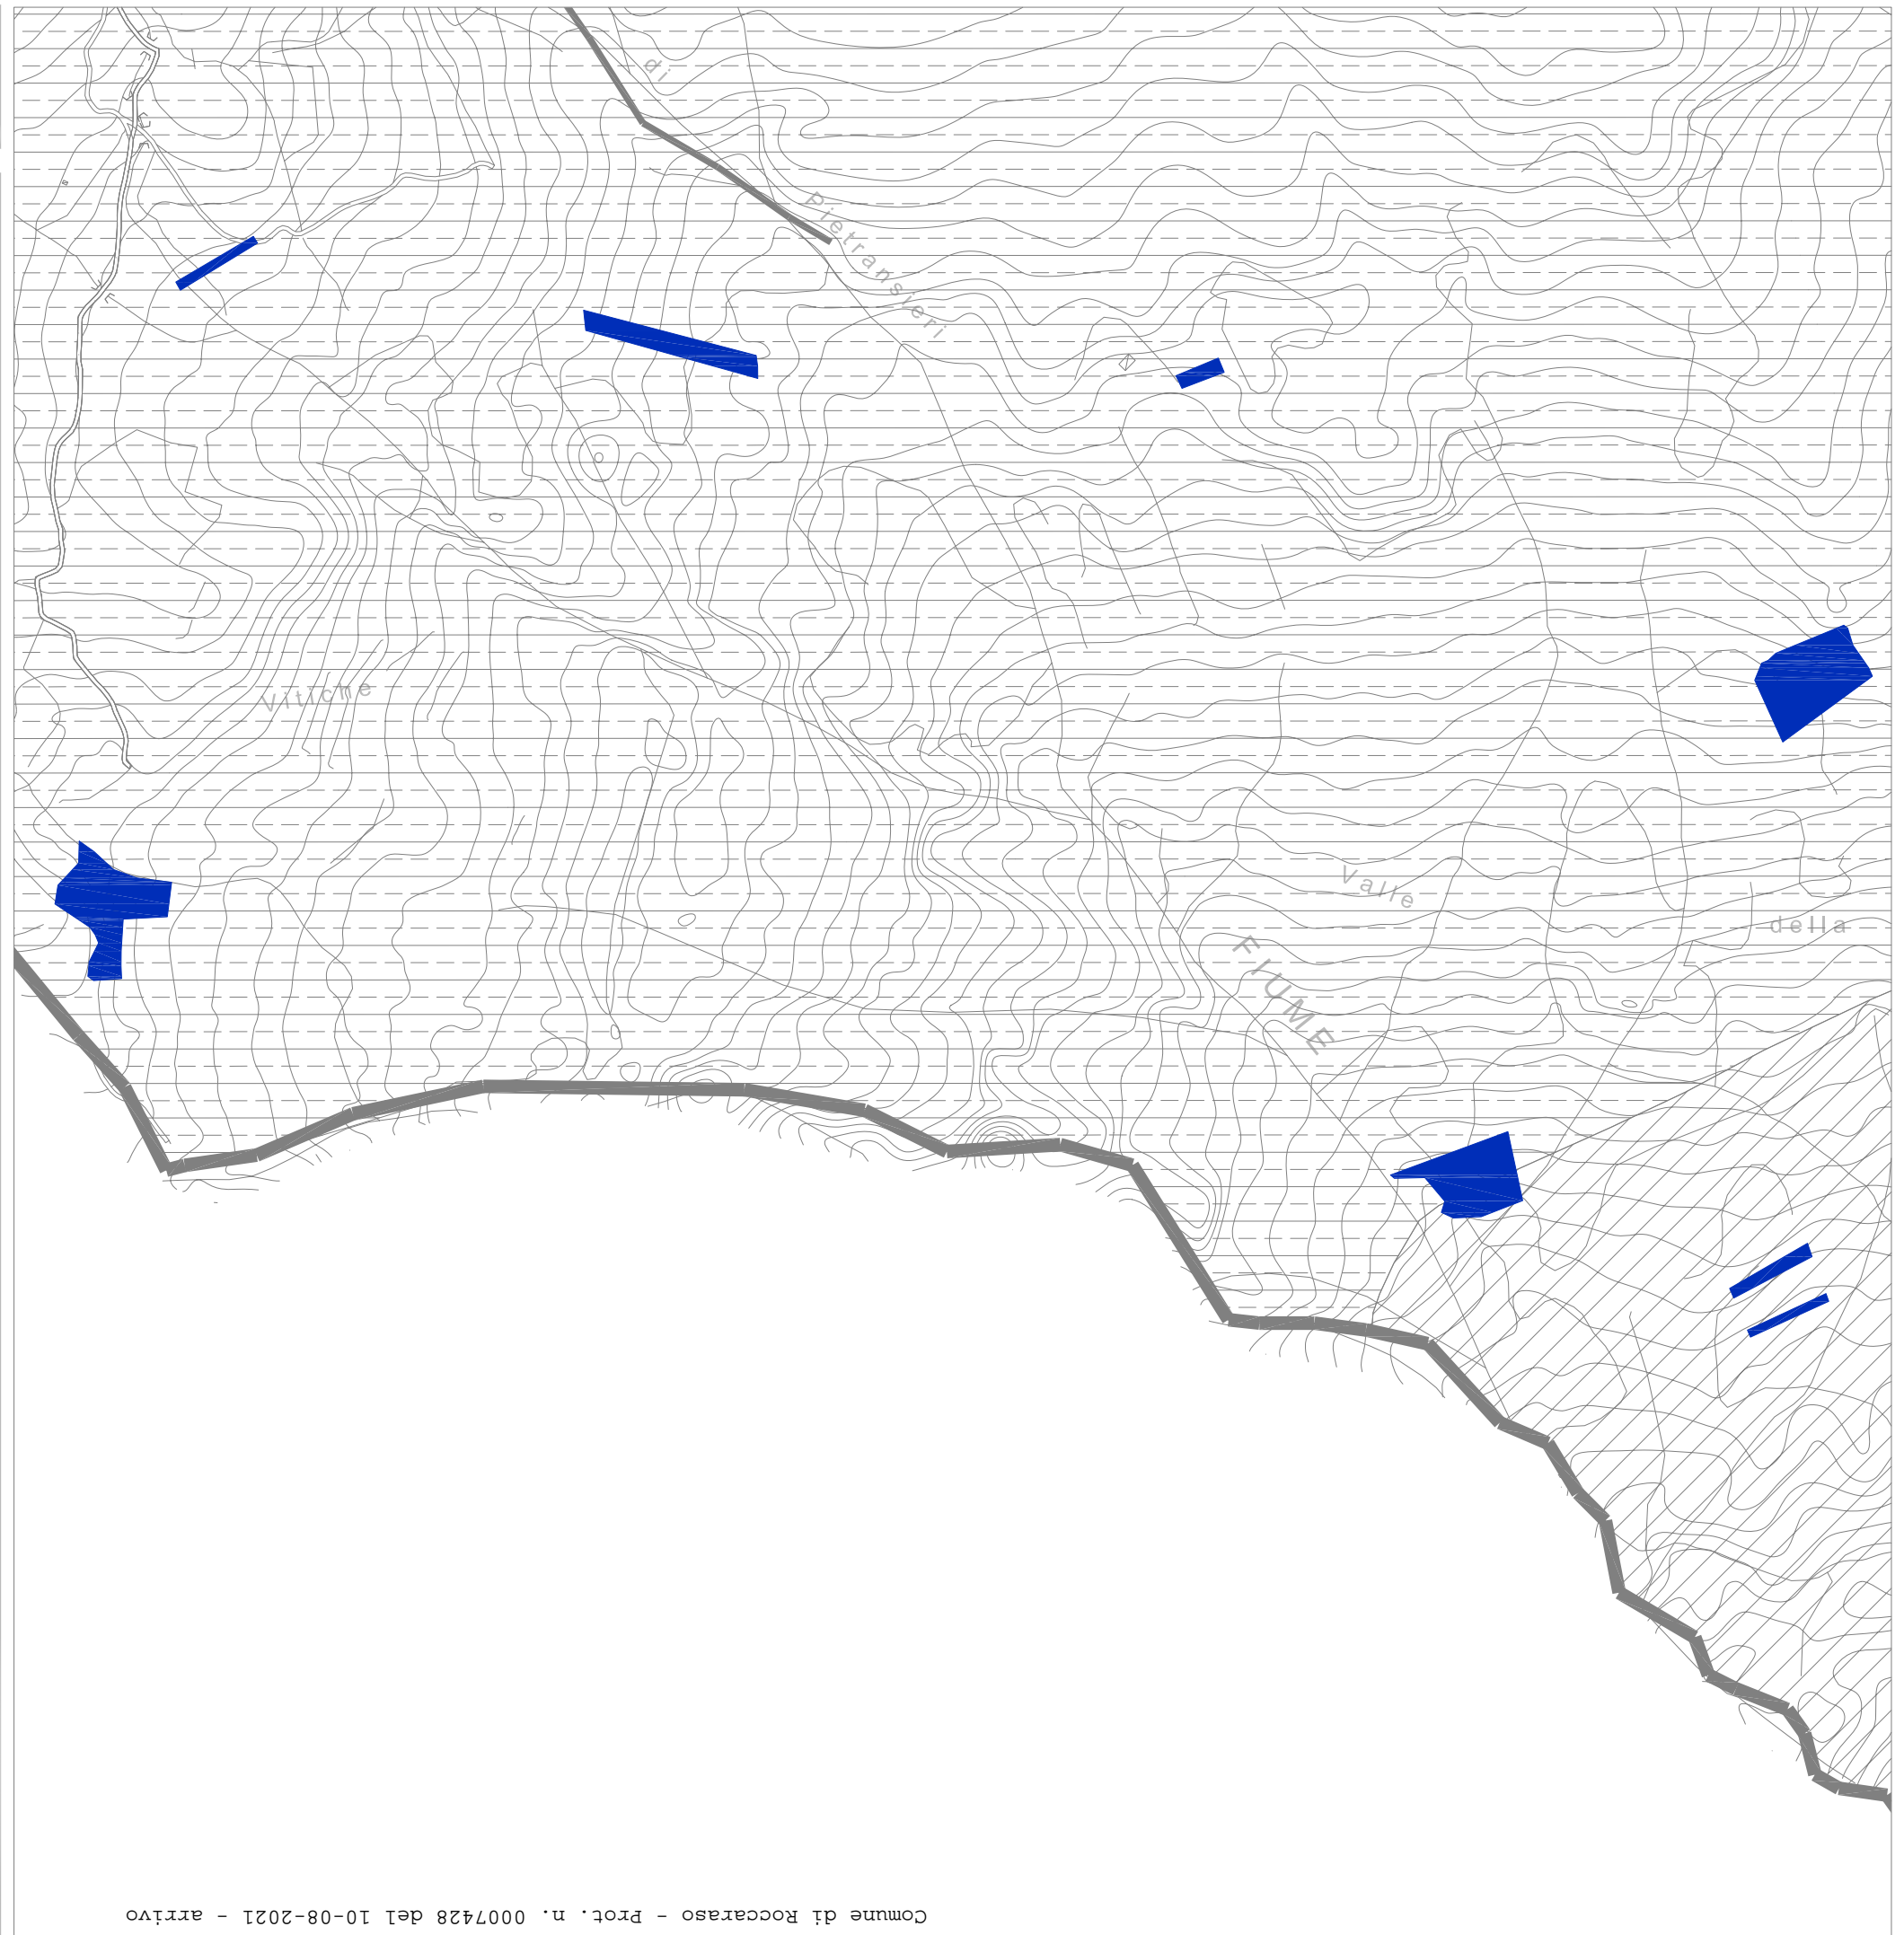 di
Pietransieri
Vitiche
Valle
della
FIUME
Comune di Roccaraso - Prot. n. 0007428 del 10-08-2021 - arrivo